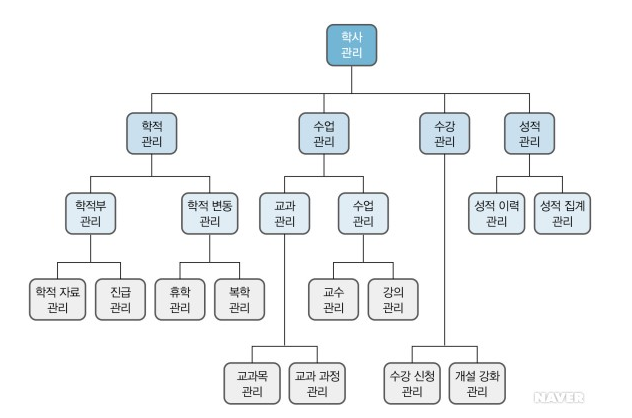 학사
관리
학적
관리
수업
관리
수강
관리
성적
관리
학적부
관리
학적 변동
관리
교과
관리
수업
관리
성적 이력
관리
성적 집계
관리
학적 자료
관리
진급
관리
휴학
관리
복학
관리
교수
관리
강의
관리
교과목
관리
교과 과정
관리
수강 신청
관리
개설 강화
관리
NAVER